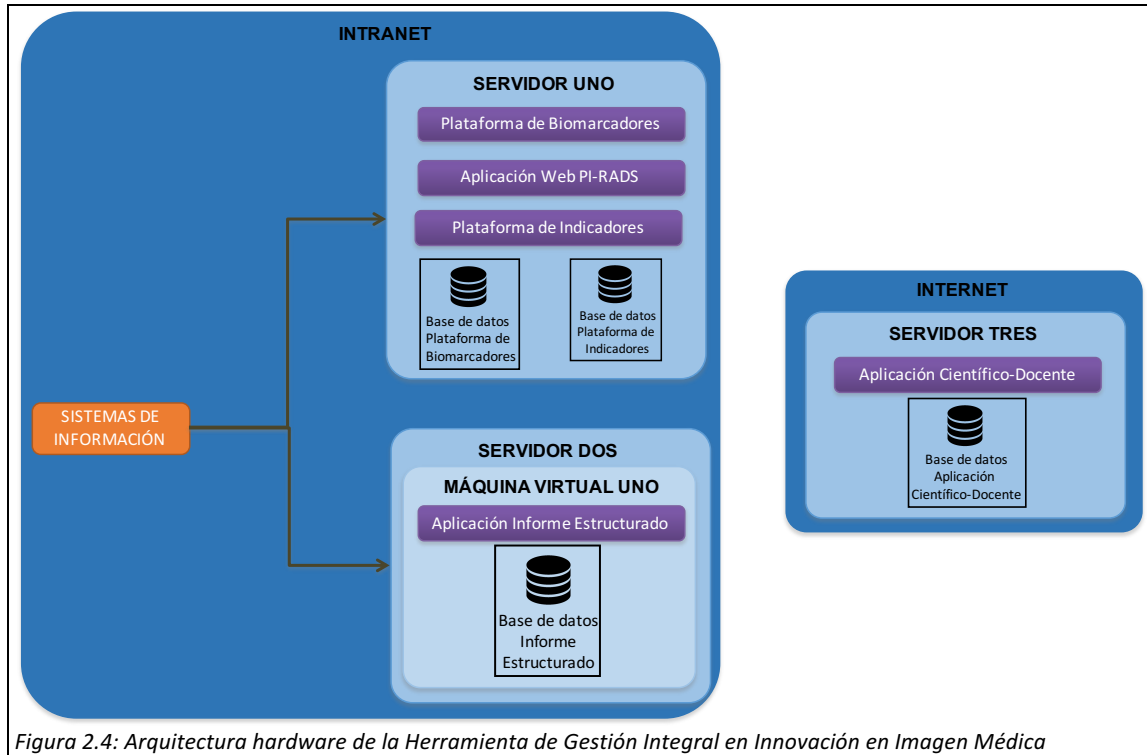 INTRANET
SERVIDOR UNO
Plataforma de Biomarcadores
Aplicación Web PI-RADS
Plataforma de Indicadores
Base de datos
Plataforma de
Biomarcadores
Base de datos
Plataforma de
Indicadores
SISTEMAS DE
INFORMACIÓN
SERVIDOR DOS
MÁQUINA VIRTUAL UNO
Aplicación Informe Estructurado
Base de datos
Informe
Estructurado
INTERNET
SERVIDOR TRES
Aplicación Científico-Docente
Base de datos
Aplicación
Científico-Docente
Figura 2.4: Arquitectura hardware de la Herramienta de Gestión Integral en Innovación en Imagen Médica